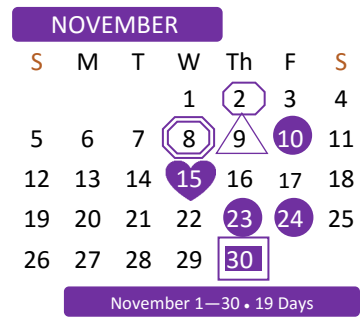 NOVEMBER
S M T W Th F S
1 2 3 4
5 6 7 8 9 10 11
12 13 14 15 16 17 18
19 20 21 22 23 24 25
26 27 28 29 30
November 1—30 • 19 Days